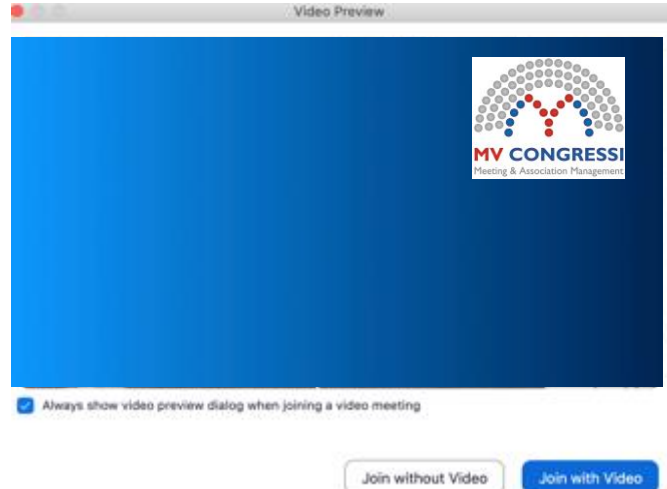 Video Preview
MV CONGRESSI
Meeting & Association Management
Always show video preview dialog when joining a video meeting
Join without Video
Join with Video